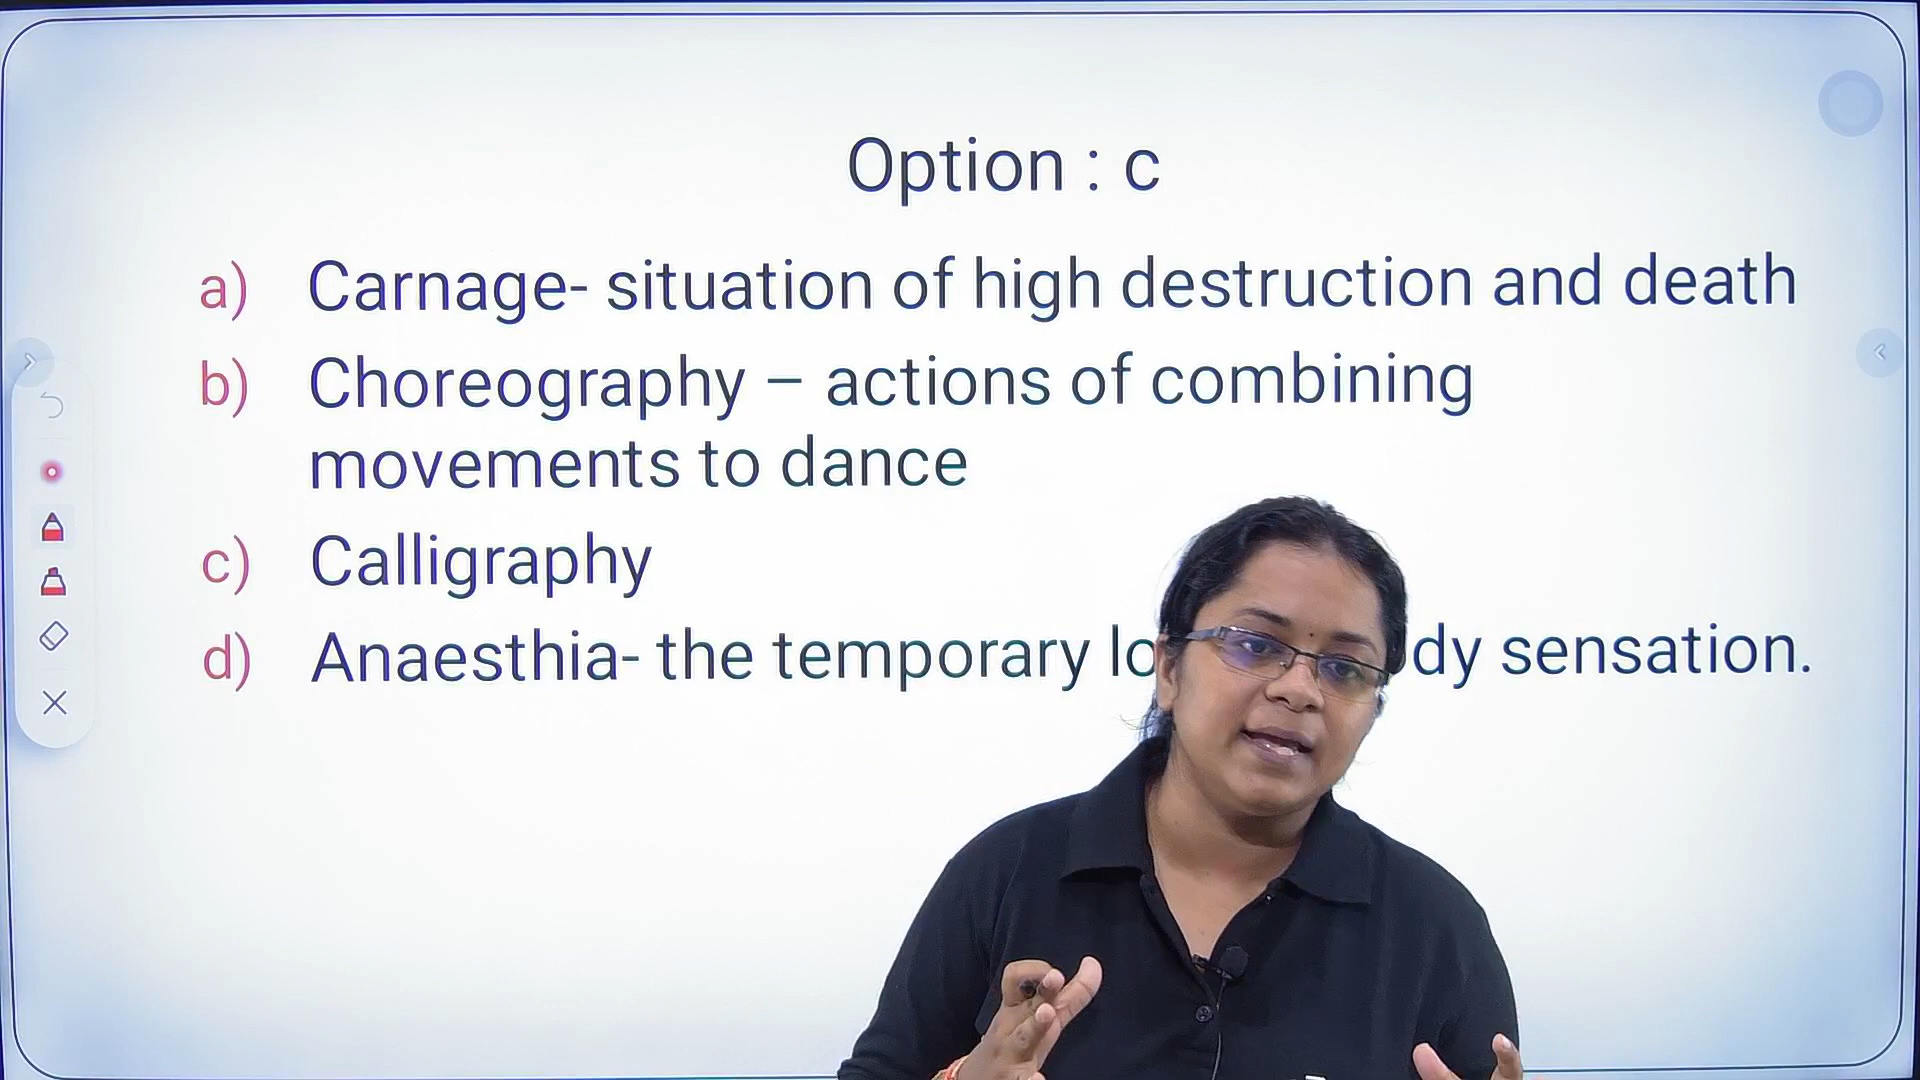 Option : c
a) Carnage- situation of high destruction and death
b) Choreography – actions of combining
movements to dance
c) Calligraphy
d) Anaesthia- the temporary dy sensation.